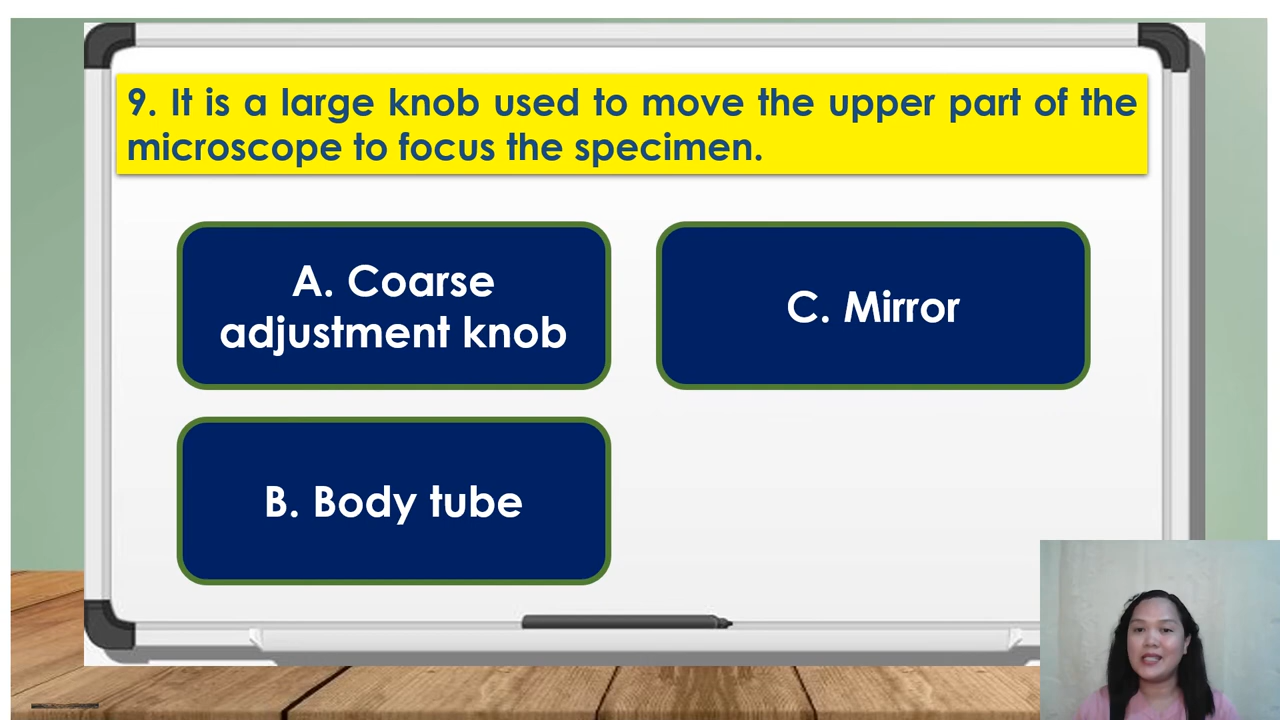 9. It is a large knob used to move the upper part of the
microscope to focus the specimen.
A. Coarse
adjustment knob
C. Mirror
B. Body tube